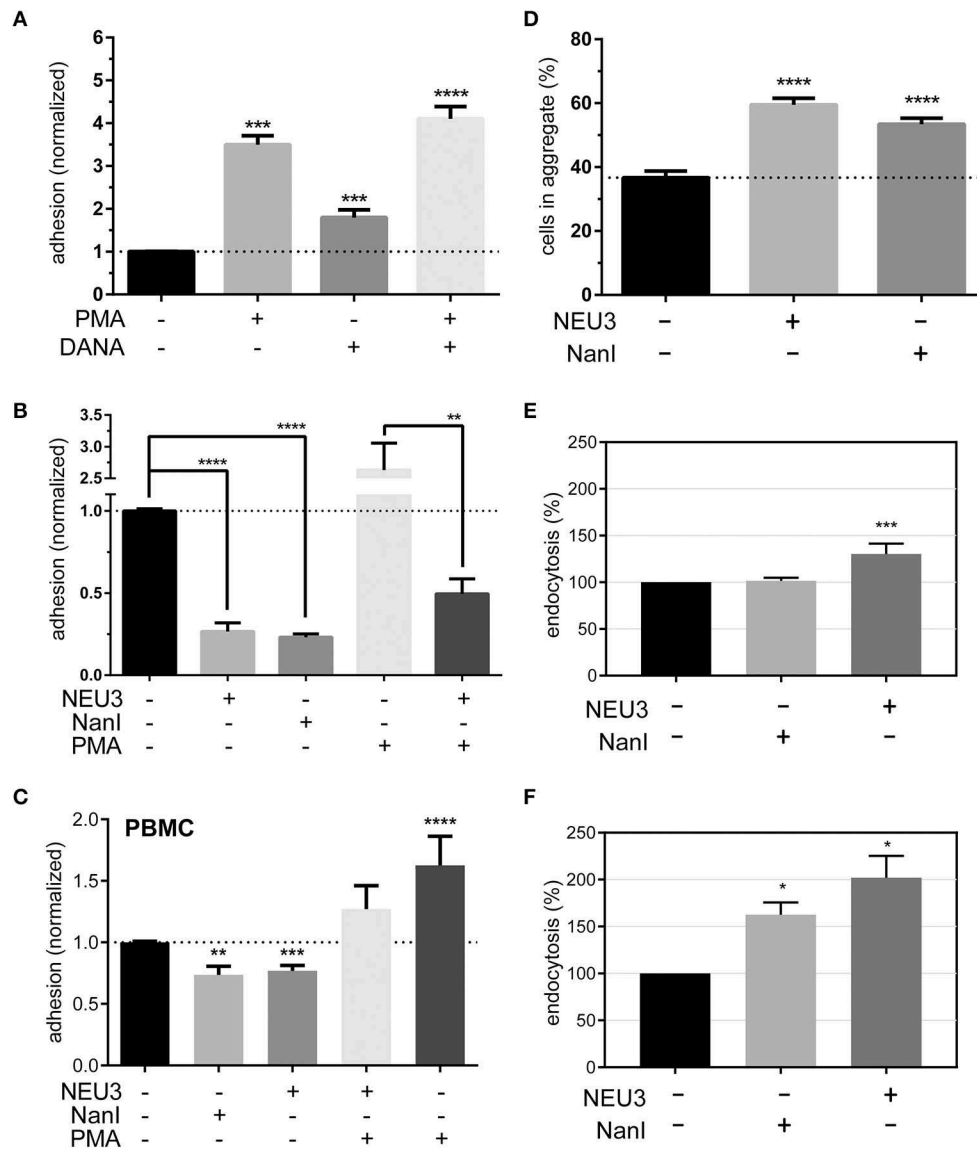 A
adhesion (normalized)
6
5
4
3
2
1
0
***
***
****
PMA - + - +
DANA - - + +
B
adhesion (normalized)
3.5
3.0
2.5
1.0
0.5
0.0
****
****
**
NEU3 - + - - +
NanI - - + - -
PMA - - - + +
C
PBMC
adhesion (normalized)
2.0
1.5
1.0
0.5
0.0
**
***
****
NEU3 - - + + -
NanI - + - - -
PMA - - - + +
D
cells in aggregate (%)
80
60
40
20
0
****
****
NEU3 - + -
NanI - - +
E
endocytosis (%)
250
200
150
100
50
0
***
NEU3 - - +
NanI - + -
F
endocytosis (%)
250
200
150
100
50
0
*
*
NEU3 - - +
NanI - + -